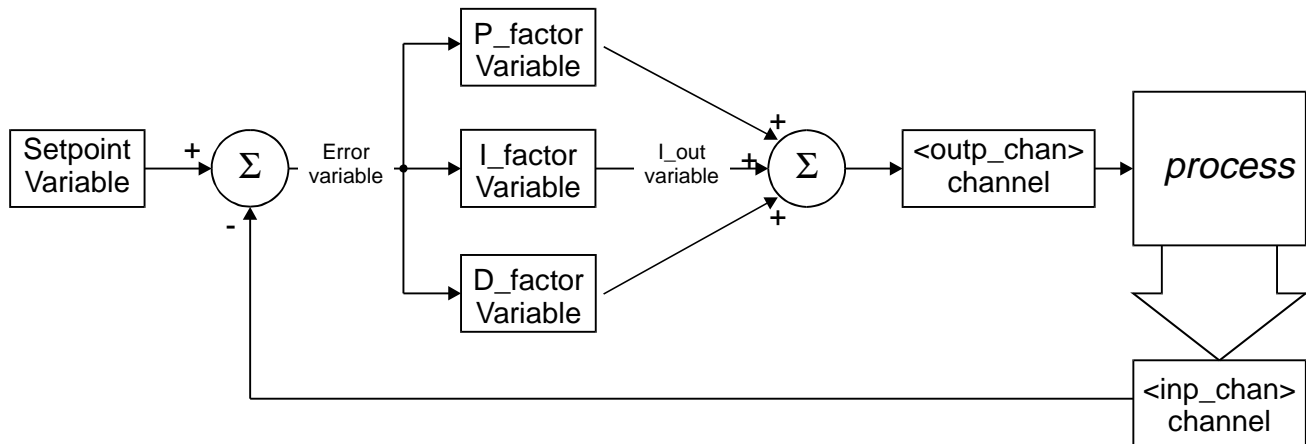 P_factor
Variable
Setpoint
Variable
+
Σ
-
Error
variable
I_factor
Variable
I_out
variable
+
+
+
Σ
<outp_chan>
channel
process
D_factor
Variable
<inp_chan>
channel